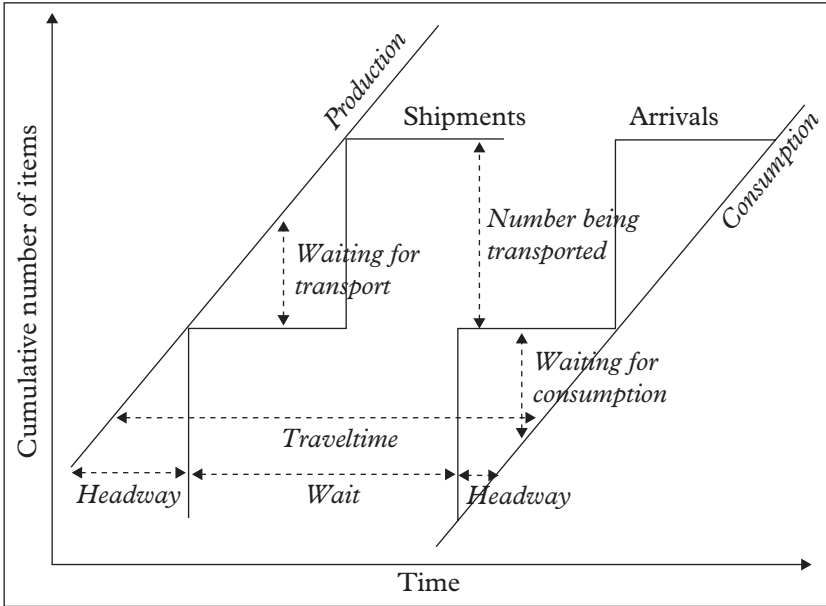 Production
Shipments
Arrivals
Consumption
Number being
transported
Waiting for
transport
Waiting for
consumption
Traveltime
Headway
Wait
Headway
Cumulative number of items
Time